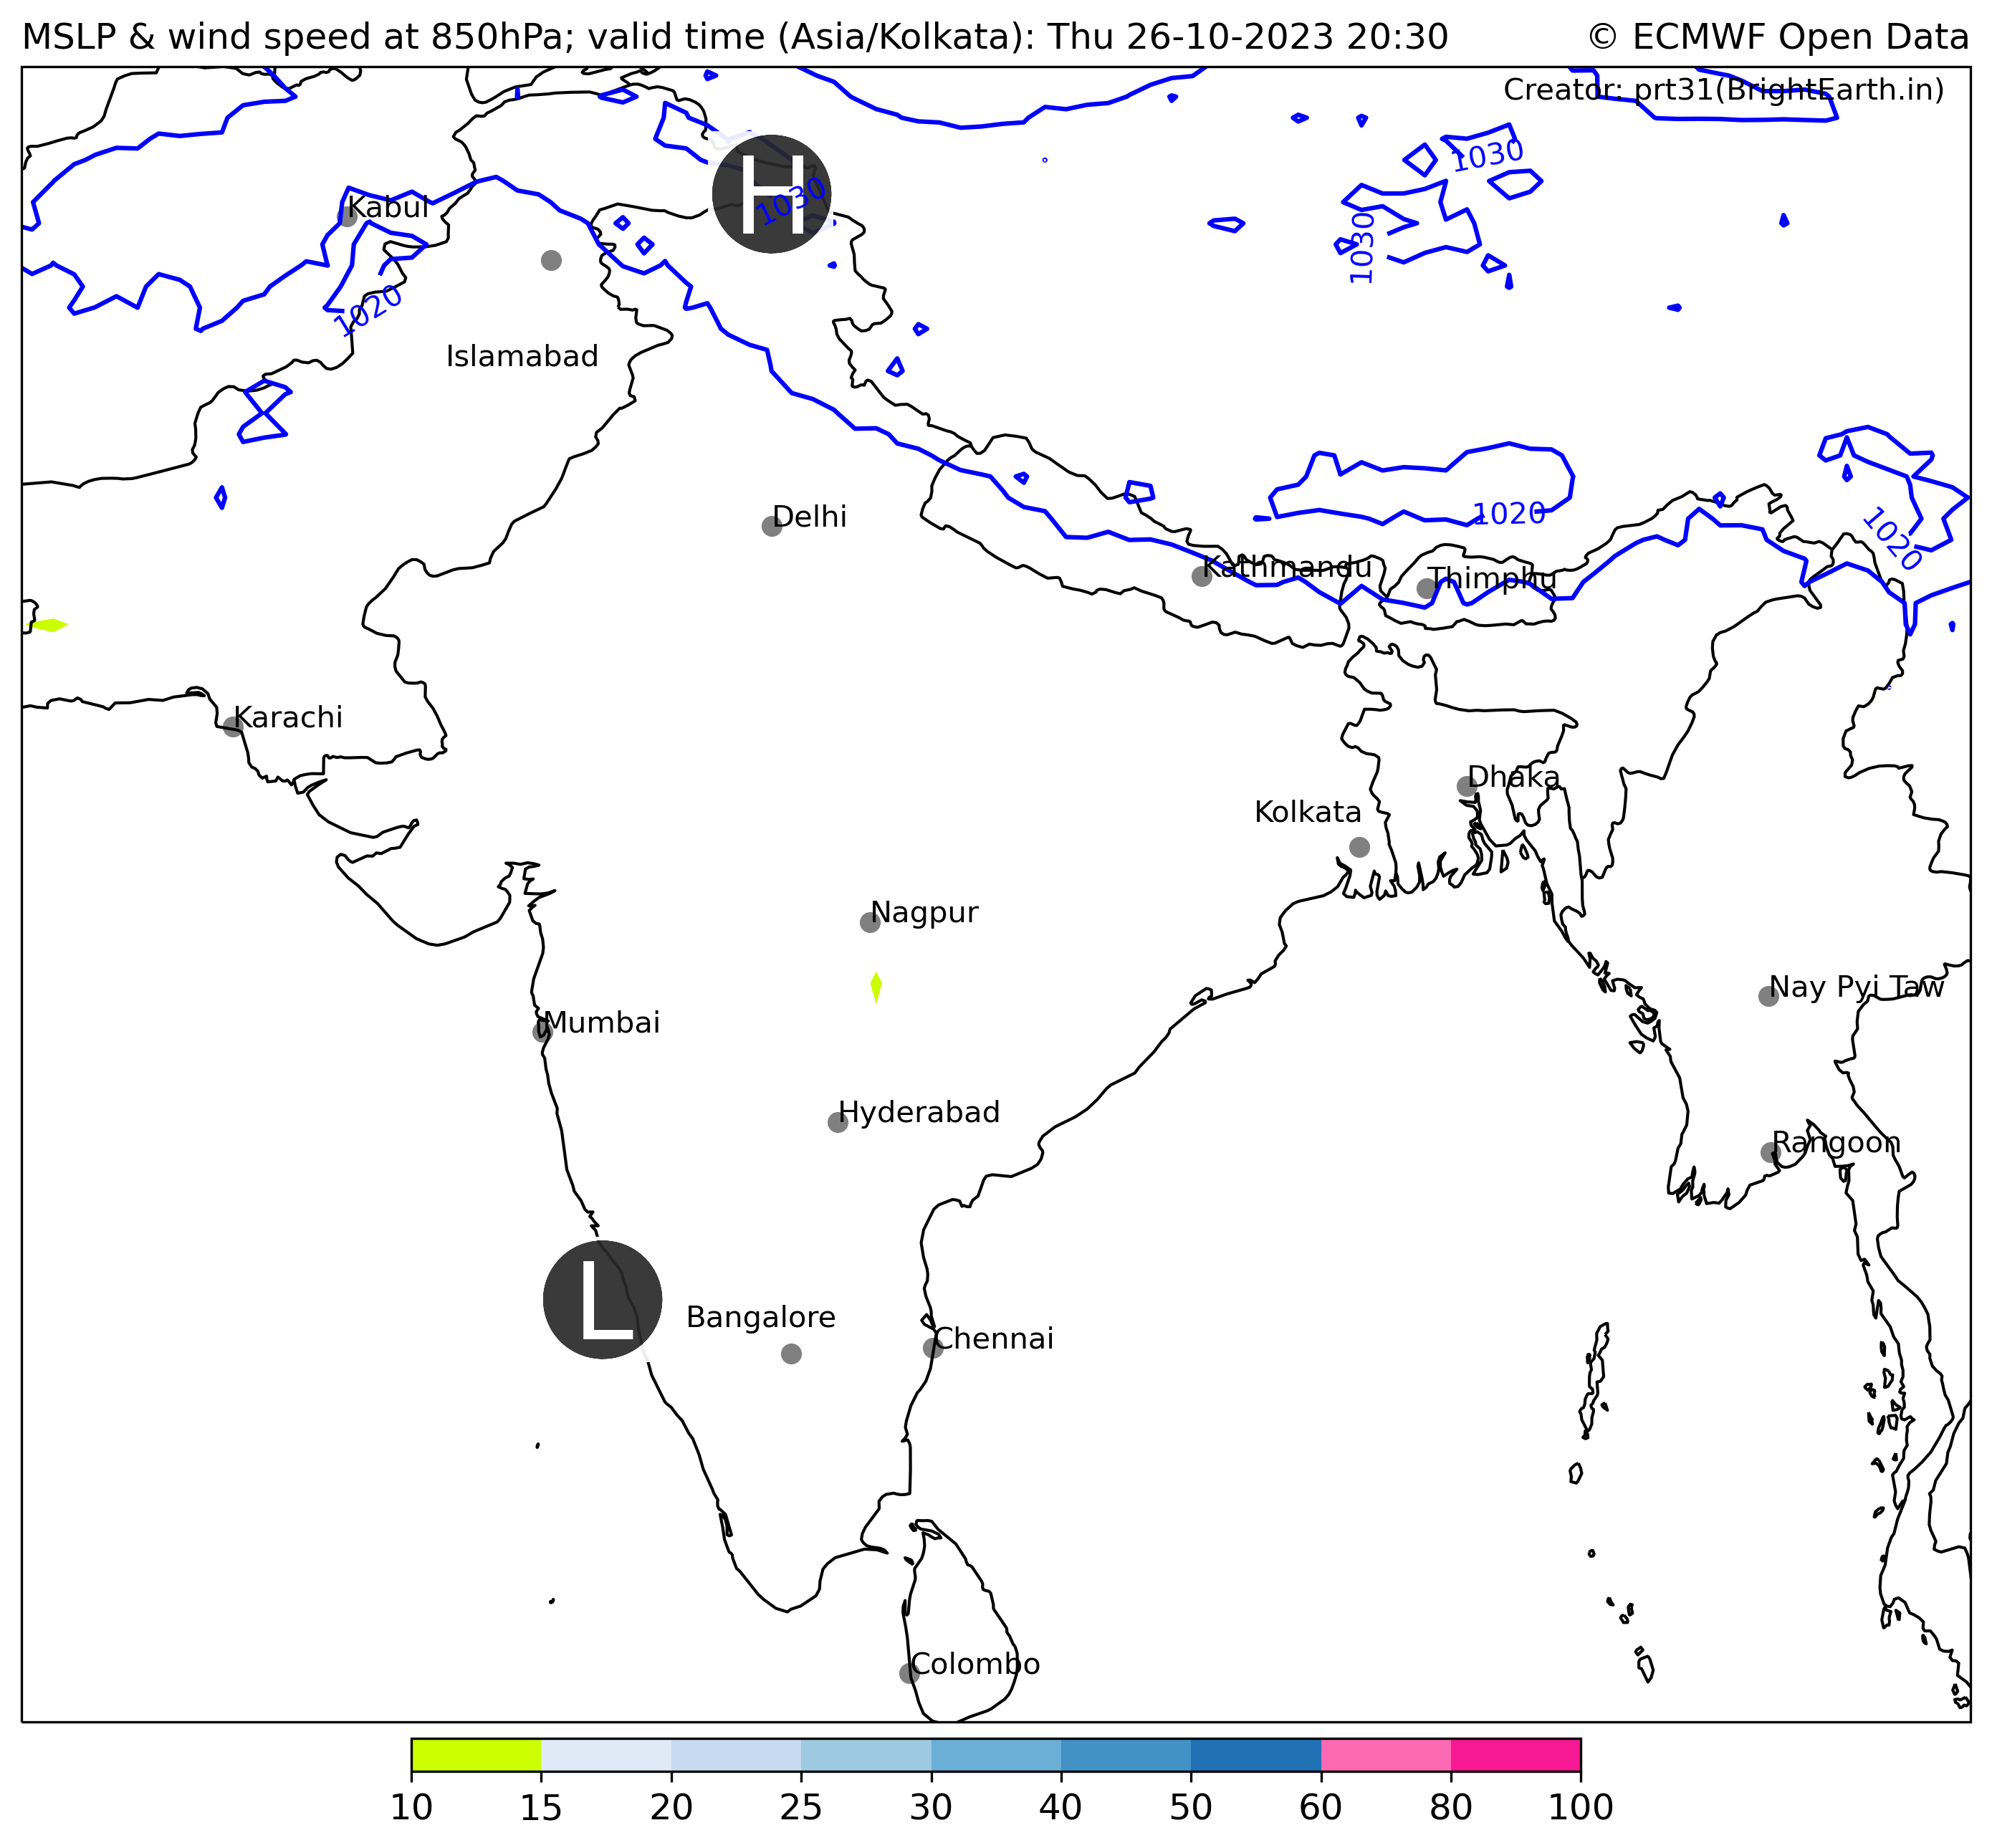 MSLP & wind speed at 850hPa; valid time (Asia/Kolkata): Thu 26-10-2023 20:30
© ECMWF Open Data
Creator: prt31(BrightEarth.in)
1030
H
1030
Kabul
1030
1020
Islamabad
Delhi
1020
1020
Kathmandu
Thimphu
Karachi
Dhaka
Kolkata
Nagpur
Nay Pyi Taw
Mumbai
Hyderabad
Rangoon
L
Bangalore
Chennai
Colombo
10 15 20 25 30 40 50 60 80 100